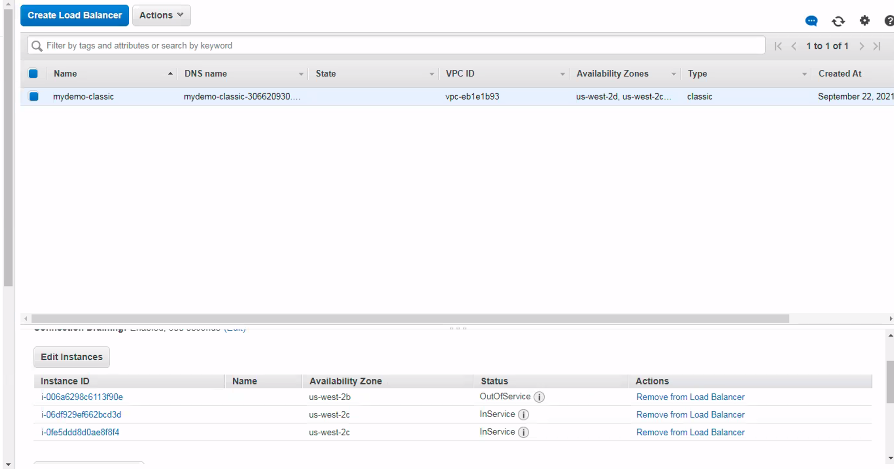 Create Load Balancer Actions
Filter by tags and attributes or search by keyword 1 to 1 of 1
Name DNS name State VPC ID Availability Zones Type Created At
mydemo-classic mydemo-classic-306620930.... vpc-eb1e1b93 us-west-2d, us-west-2c... classic September 22, 2021
Connection Draining: Enabled, (Edit)
Edit Instances
Instance ID Name Availability Zone Status Actions
i-006a6298c6113f90e us-west-2b OutOfService i Remove from Load Balancer
i-06df929ef662bcd3d us-west-2c InService i Remove from Load Balancer
i-0fe5ddd8d0ae8f8f4 us-west-2c InService i Remove from Load Balancer